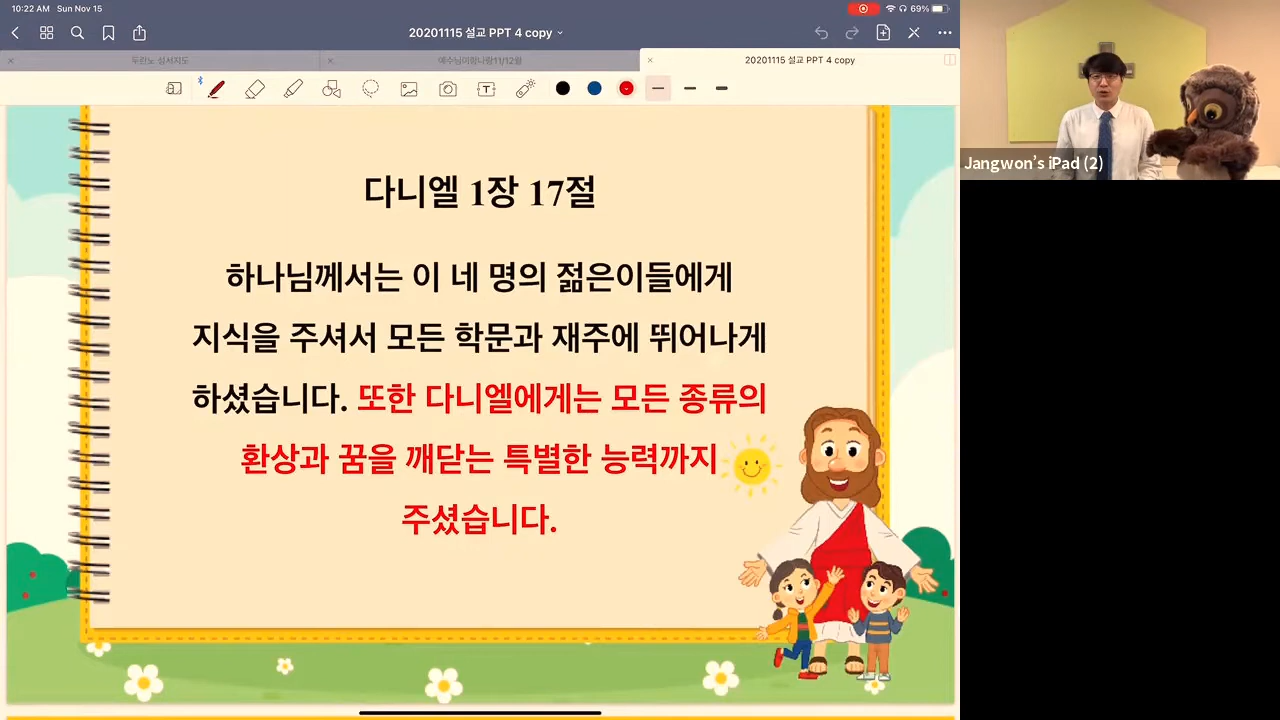 10:22 AM Sun Nov 15
69%
20201115 설교 PPT 4 copy
두란노 성서지도
예수님이랑나랑11/12월
20201115 설교 PPT 4 copy
T
다니엘 1장 17절
하나님께서는 이 네 명의 젊은이들에게
지식을 주셔서 모든 학문과 재주에 뛰어나게
하셨습니다. 또한 다니엘에게는 모든 종류의
환상과 꿈을 깨닫는 특별한 능력까지
주셨습니다.
Jangwon's iPad (2)